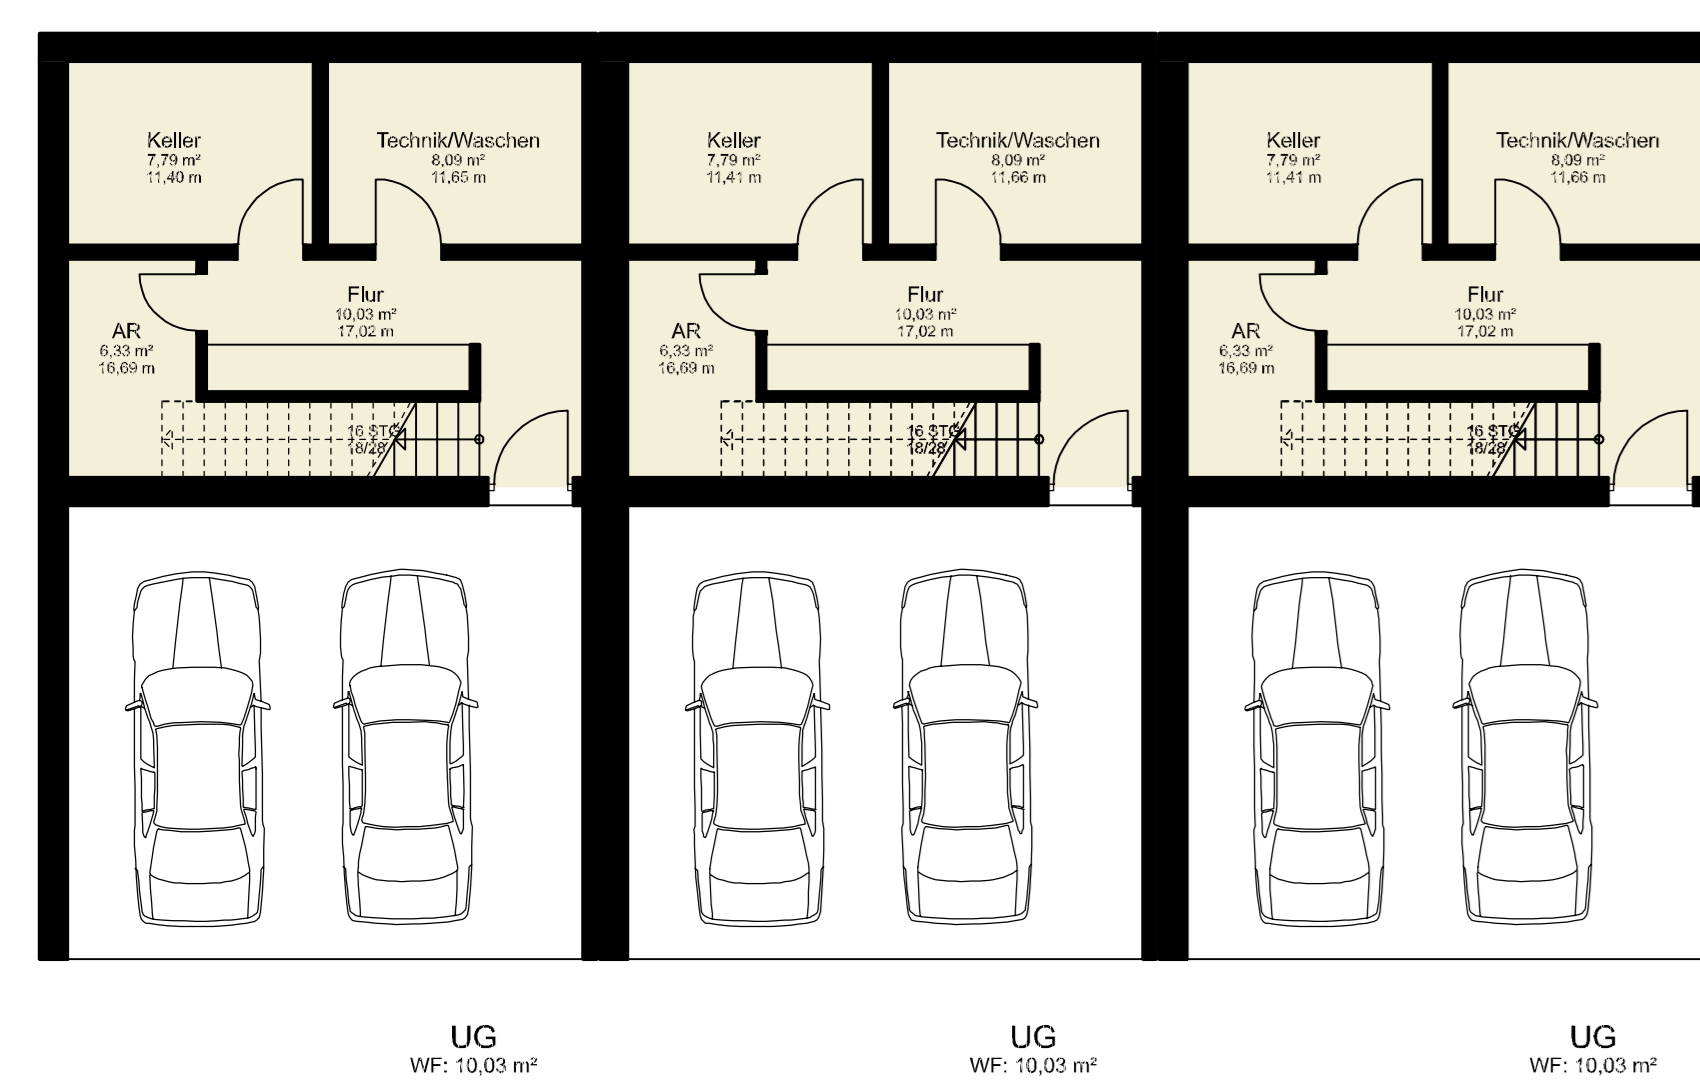 Keller
7,79 m²
11,40 m
Technik/Waschen
8,09 m²
11,65 m
Keller
7,79 m²
11,41 m
Technik/Waschen
8,09 m²
11,66 m
Keller
7,79 m²
11,41 m
Technik/Waschen
8,09 m²
11,66 m
Flur
10,03 m²
17,02 m
AR
6,33 m²
16,69 m
Flur
10,03 m²
17,02 m
AR
6,33 m²
16,69 m
Flur
10,03 m²
17,02 m
AR
6,33 m²
16,69 m
16 STG
18/28
16 STG
18/28
16 STG
18/28
UG
WF: 10,03 m²
UG
WF: 10,03 m²
UG
WF: 10,03 m²